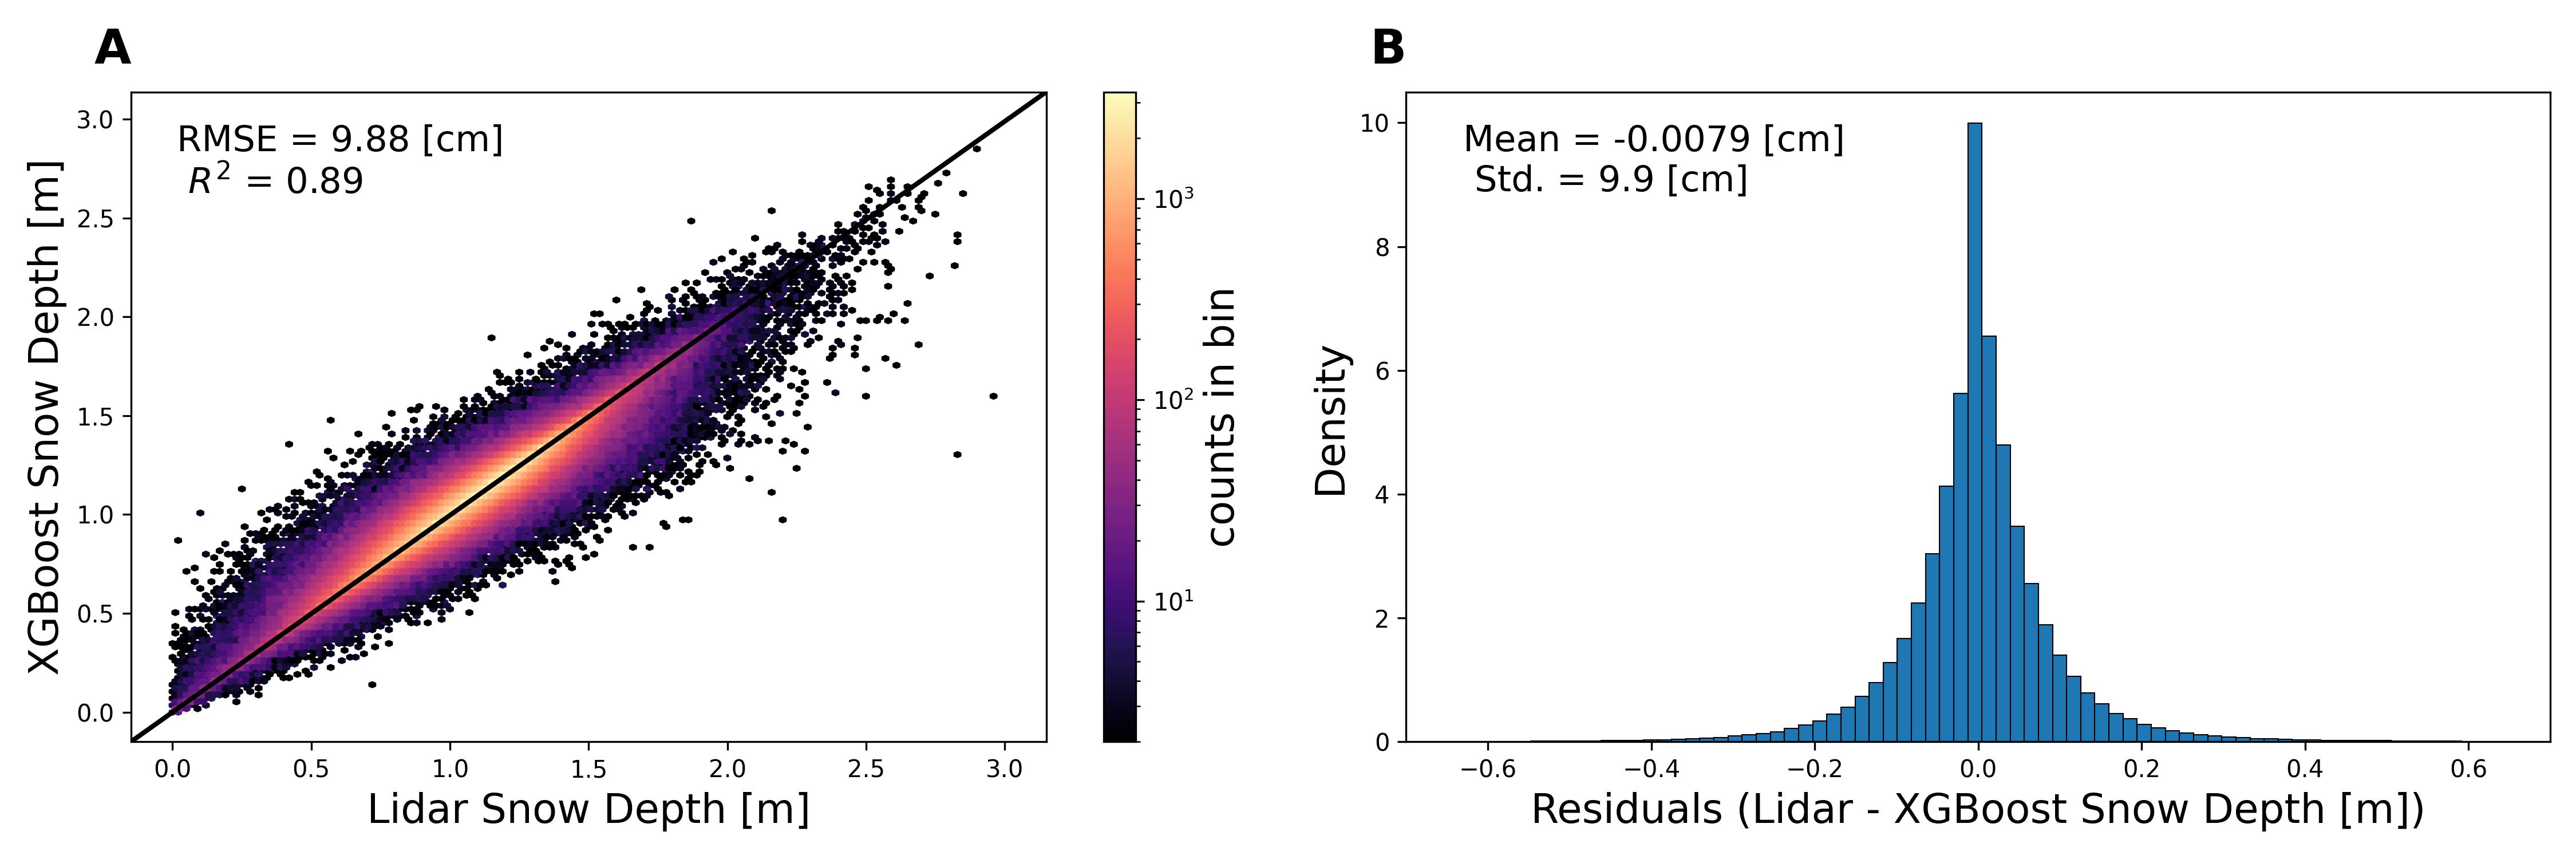 A
RMSE = 9.88 [cm]
R² = 0.89
XGBoost Snow Depth [m]
3.0
2.5
2.0
1.5
1.0
0.5
0.0
0.0 0.5 1.0 1.5 2.0 2.5 3.0
Lidar Snow Depth [m]
10³
10²
10¹
counts in bin
B
Mean = -0.0079 [cm]
Std. = 9.9 [cm]
Density
10
8
6
4
2
0
−0.6 −0.4 −0.2 0.0 0.2 0.4 0.6
Residuals (Lidar - XGBoost Snow Depth [m])